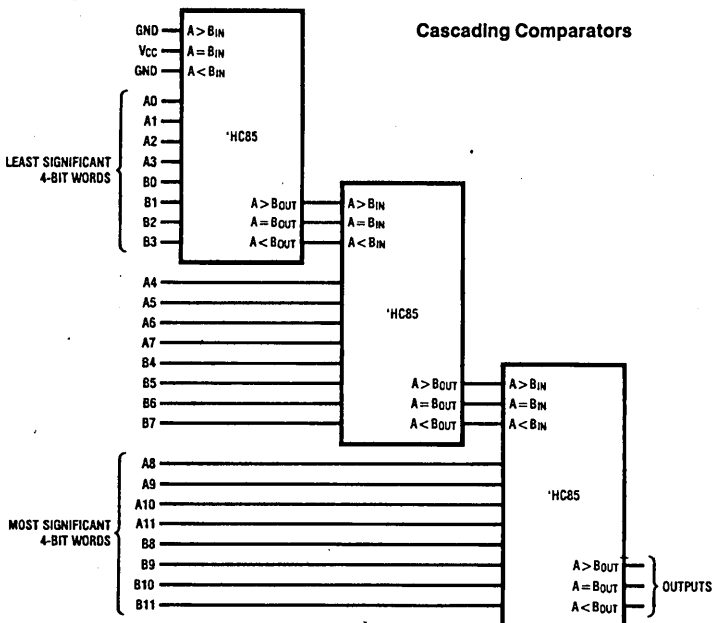 Cascading Comparators
GND A > BIN
VCC A = BIN
GND A < BIN
A0
A1
A2
A3
B0
B1
B2
B3
LEAST SIGNIFICANT
4-BIT WORDS
'HC85
A > BOUT
A = BOUT
A < BOUT
A > BIN
A = BIN
A < BIN
A4
A5
A6
A7
B4
B5
B6
B7
'HC85
A > BOUT
A = BOUT
A < BOUT
A > BIN
A = BIN
A < BIN
A8
A9
A10
A11
B8
B9
B10
B11
MOST SIGNIFICANT
4-BIT WORDS
'HC85
A > BOUT
A = BOUT
A < BOUT
OUTPUTS